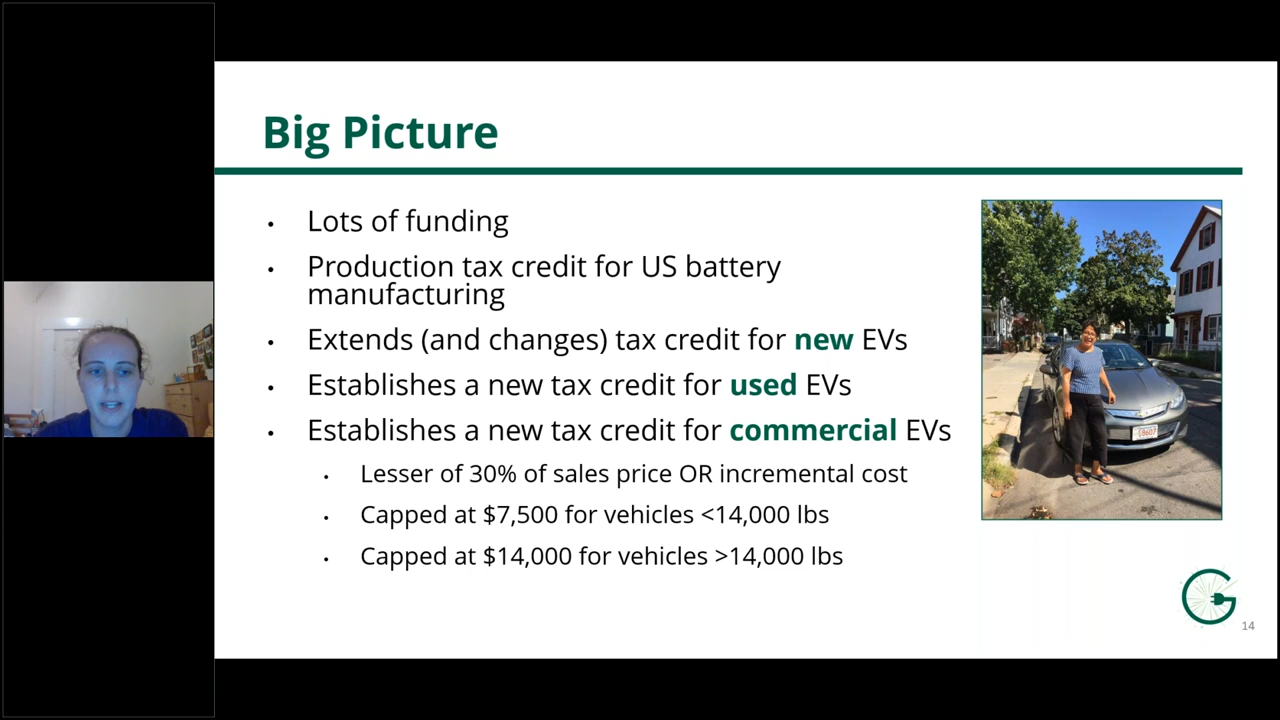 Big Picture
• Lots of funding
• Production tax credit for US battery
manufacturing
• Extends (and changes) tax credit for new EVs
• Establishes a new tax credit for used EVs
• Establishes a new tax credit for commercial EVs
• Lesser of 30% of sales price OR incremental cost
• Capped at $7,500 for vehicles <14,000 lbs
• Capped at $14,000 for vehicles >14,000 lbs
14